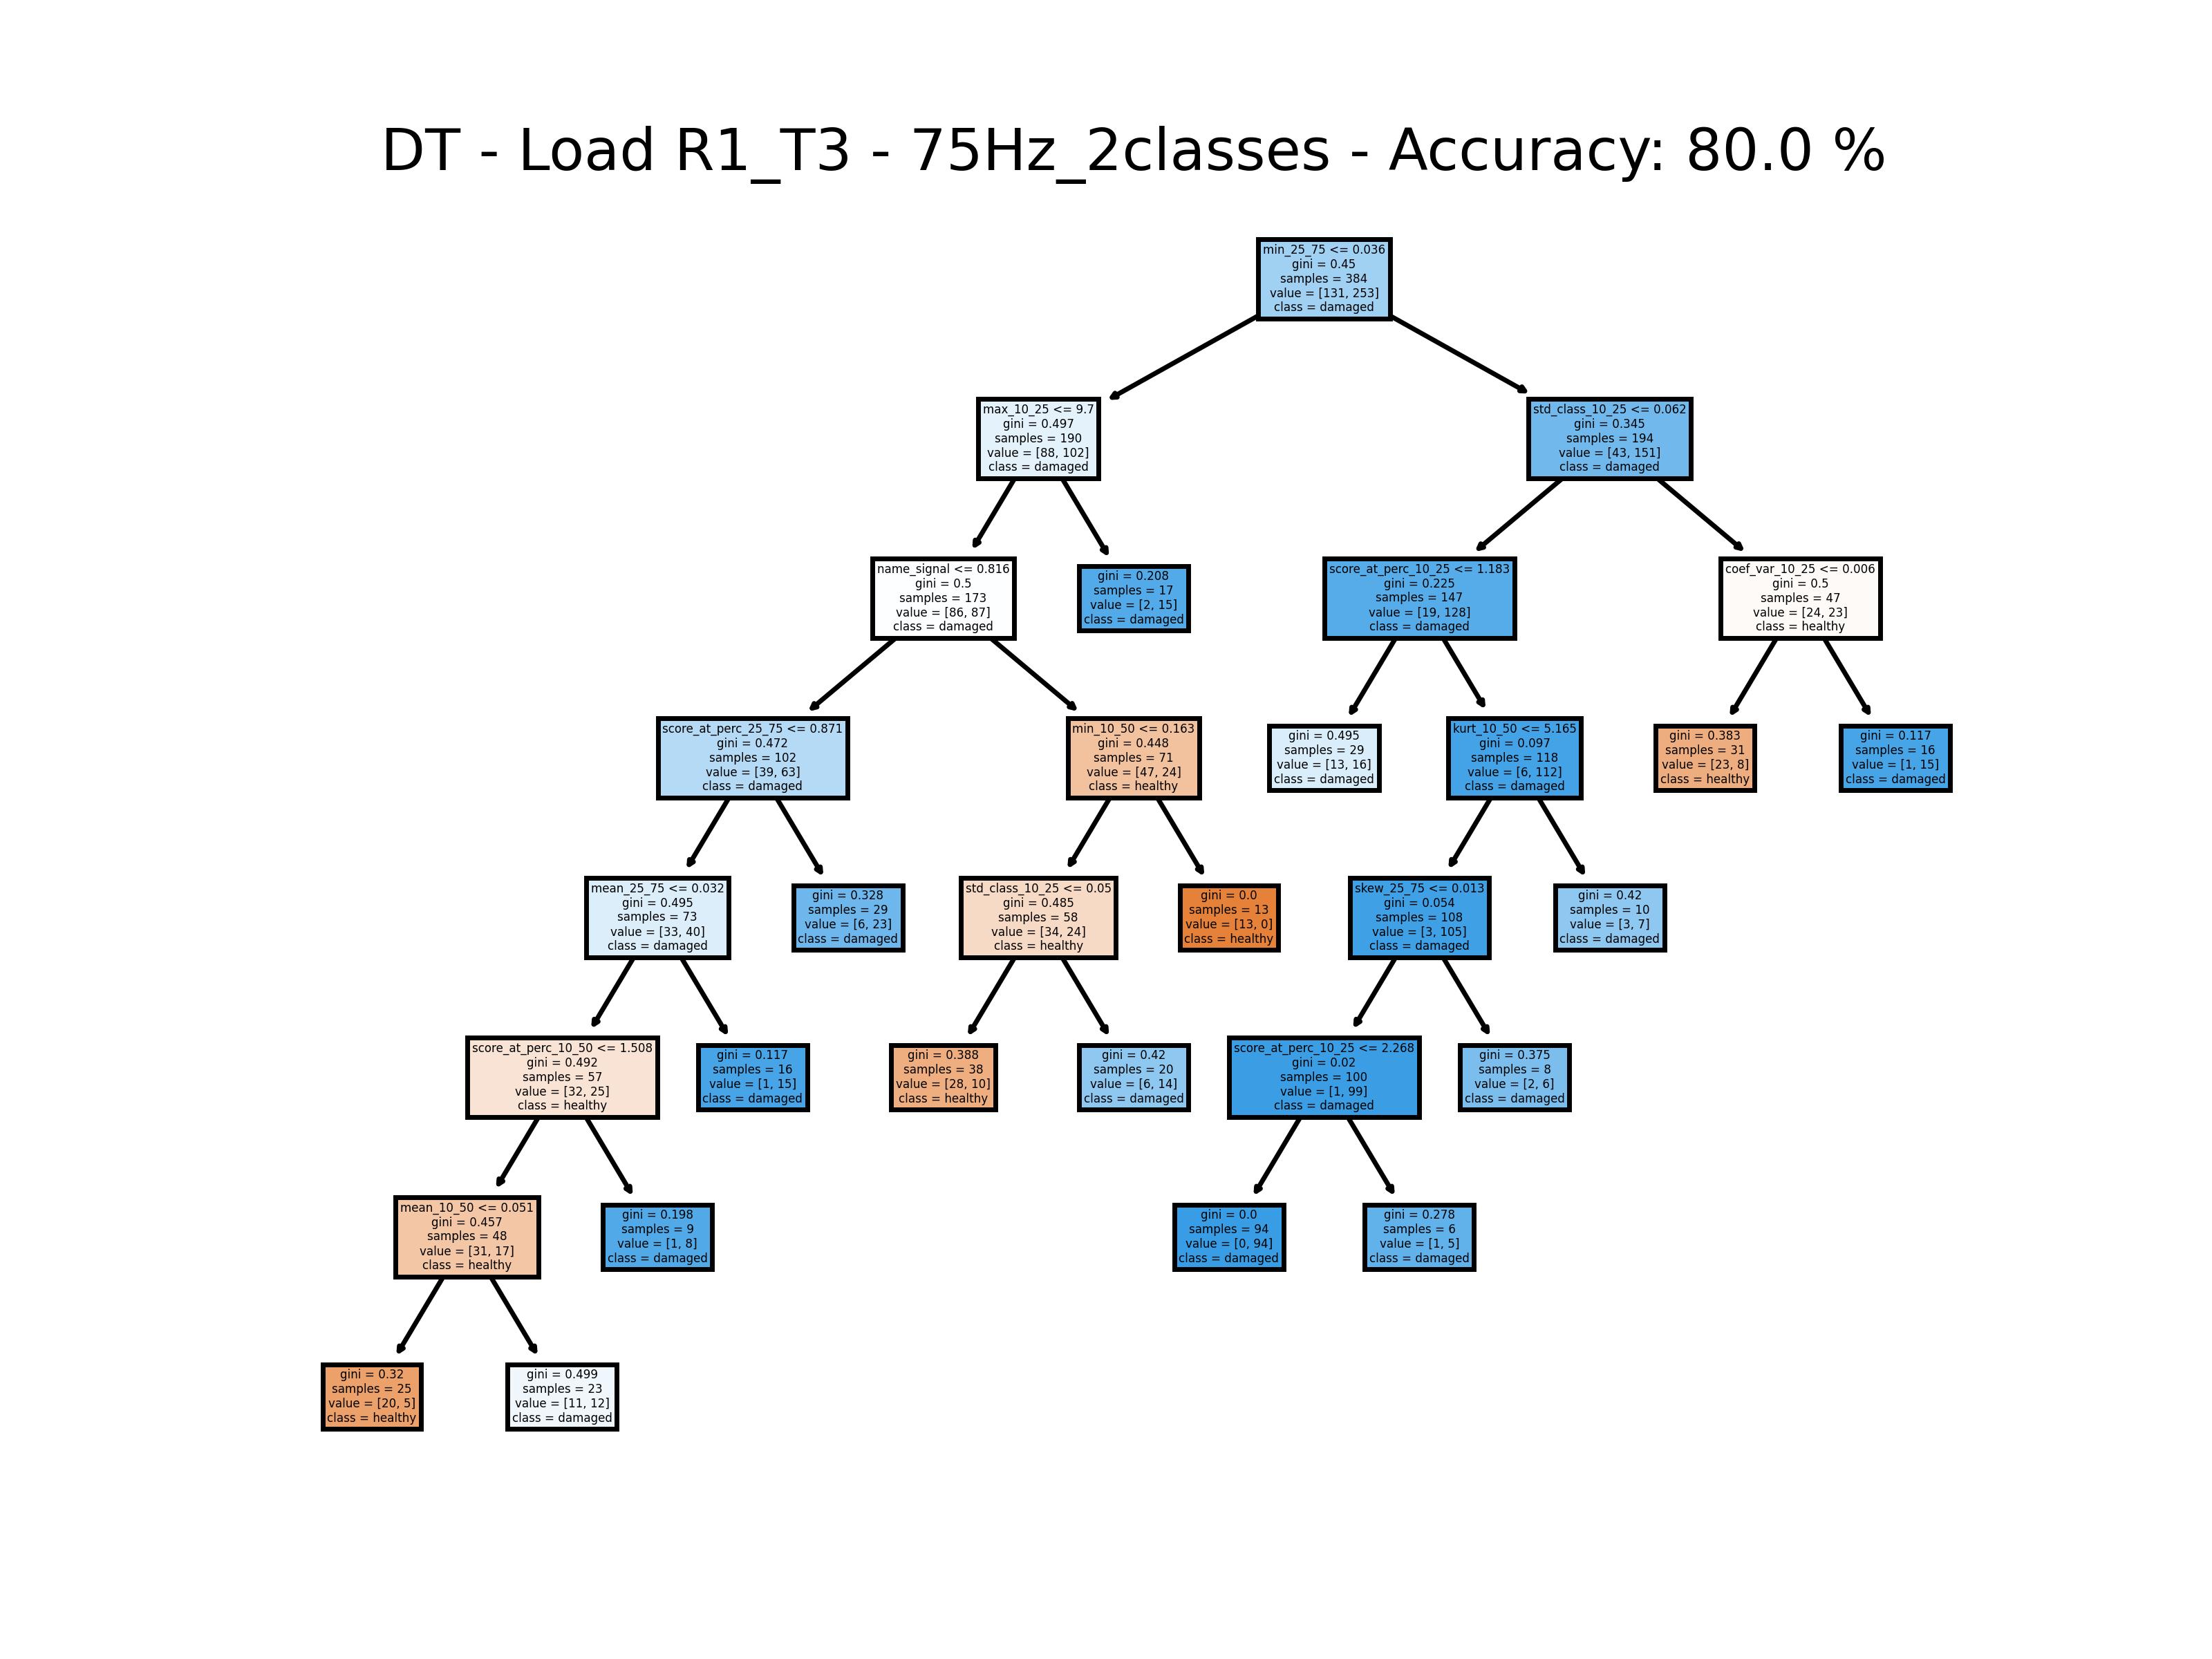 DT - Load R1_T3 - 75Hz_2classes - Accuracy: 80.0 %
min_25_75 <= 0.036
gini = 0.45
samples = 384
value = [131, 253]
class = damaged
max_10_25 <= 9.7
gini = 0.497
samples = 190
value = [88, 102]
class = damaged
std_class_10_25 <= 0.062
gini = 0.345
samples = 194
value = [43, 151]
class = damaged
name_signal <= 0.816
gini = 0.5
samples = 173
value = [86, 87]
class = damaged
gini = 0.208
samples = 17
value = [2, 15]
class = damaged
score_at_perc_10_25 <= 1.183
gini = 0.225
samples = 147
value = [19, 128]
class = damaged
coef_var_10_25 <= 0.006
gini = 0.5
samples = 47
value = [24, 23]
class = healthy
score_at_perc_25_75 <= 0.871
gini = 0.472
samples = 102
value = [39, 63]
class = damaged
min_10_50 <= 0.163
gini = 0.448
samples = 71
value = [47, 24]
class = healthy
gini = 0.495
samples = 29
value = [13, 16]
class = damaged
kurt_10_50 <= 5.165
gini = 0.097
samples = 118
value = [6, 112]
class = damaged
gini = 0.383
samples = 31
value = [23, 8]
class = healthy
gini = 0.117
samples = 16
value = [1, 15]
class = damaged
mean_25_75 <= 0.032
gini = 0.495
samples = 73
value = [33, 40]
class = damaged
gini = 0.328
samples = 29
value = [6, 23]
class = damaged
std_class_10_25 <= 0.05
gini = 0.485
samples = 58
value = [34, 24]
class = healthy
gini = 0.0
samples = 13
value = [13, 0]
class = healthy
skew_25_75 <= 0.013
gini = 0.054
samples = 108
value = [3, 105]
class = damaged
gini = 0.42
samples = 10
value = [3, 7]
class = damaged
score_at_perc_10_50 <= 1.508
gini = 0.492
samples = 57
value = [32, 25]
class = healthy
gini = 0.117
samples = 16
value = [1, 15]
class = damaged
gini = 0.388
samples = 38
value = [28, 10]
class = healthy
gini = 0.42
samples = 20
value = [6, 14]
class = damaged
score_at_perc_10_25 <= 2.268
gini = 0.02
samples = 100
value = [1, 99]
class = damaged
gini = 0.375
samples = 8
value = [2, 6]
class = damaged
mean_10_50 <= 0.051
gini = 0.457
samples = 48
value = [31, 17]
class = healthy
gini = 0.198
samples = 9
value = [1, 8]
class = damaged
gini = 0.0
samples = 94
value = [0, 94]
class = damaged
gini = 0.278
samples = 6
value = [1, 5]
class = damaged
gini = 0.32
samples = 25
value = [20, 5]
class = healthy
gini = 0.499
samples = 23
value = [11, 12]
class = damaged